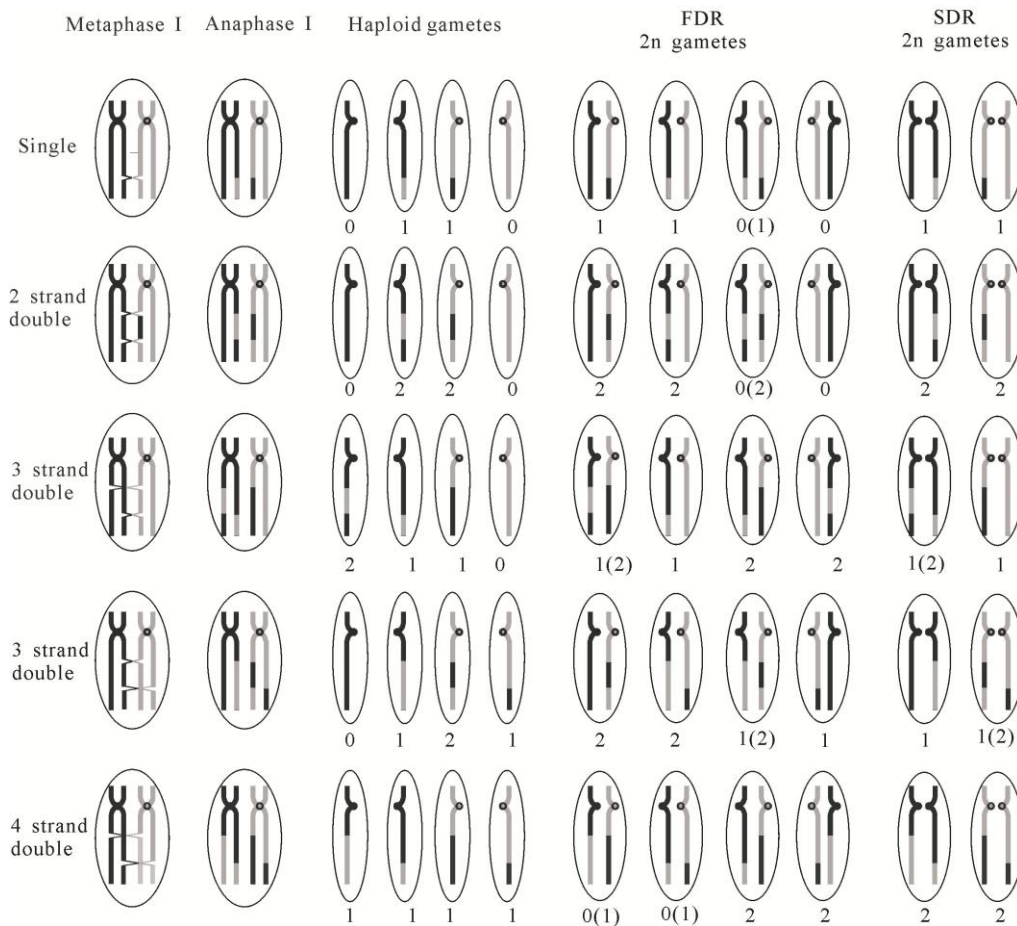 Metaphase I Anaphase I Haploid gametes FDR SDR
2n gametes 2n gametes
Single
0 1 1 0 1 1 0(1) 0 1 1
2 strand
double
0 2 2 0 2 2 0(2) 0 2 2
3 strand
double
2 1 1 0 1(2) 1 2 2 1(2) 1
3 strand
double
0 1 2 1 2 2 1(2) 1 1 1(2)
4 strand
double
1 1 1 1 0(1) 0(1) 2 2 2 2